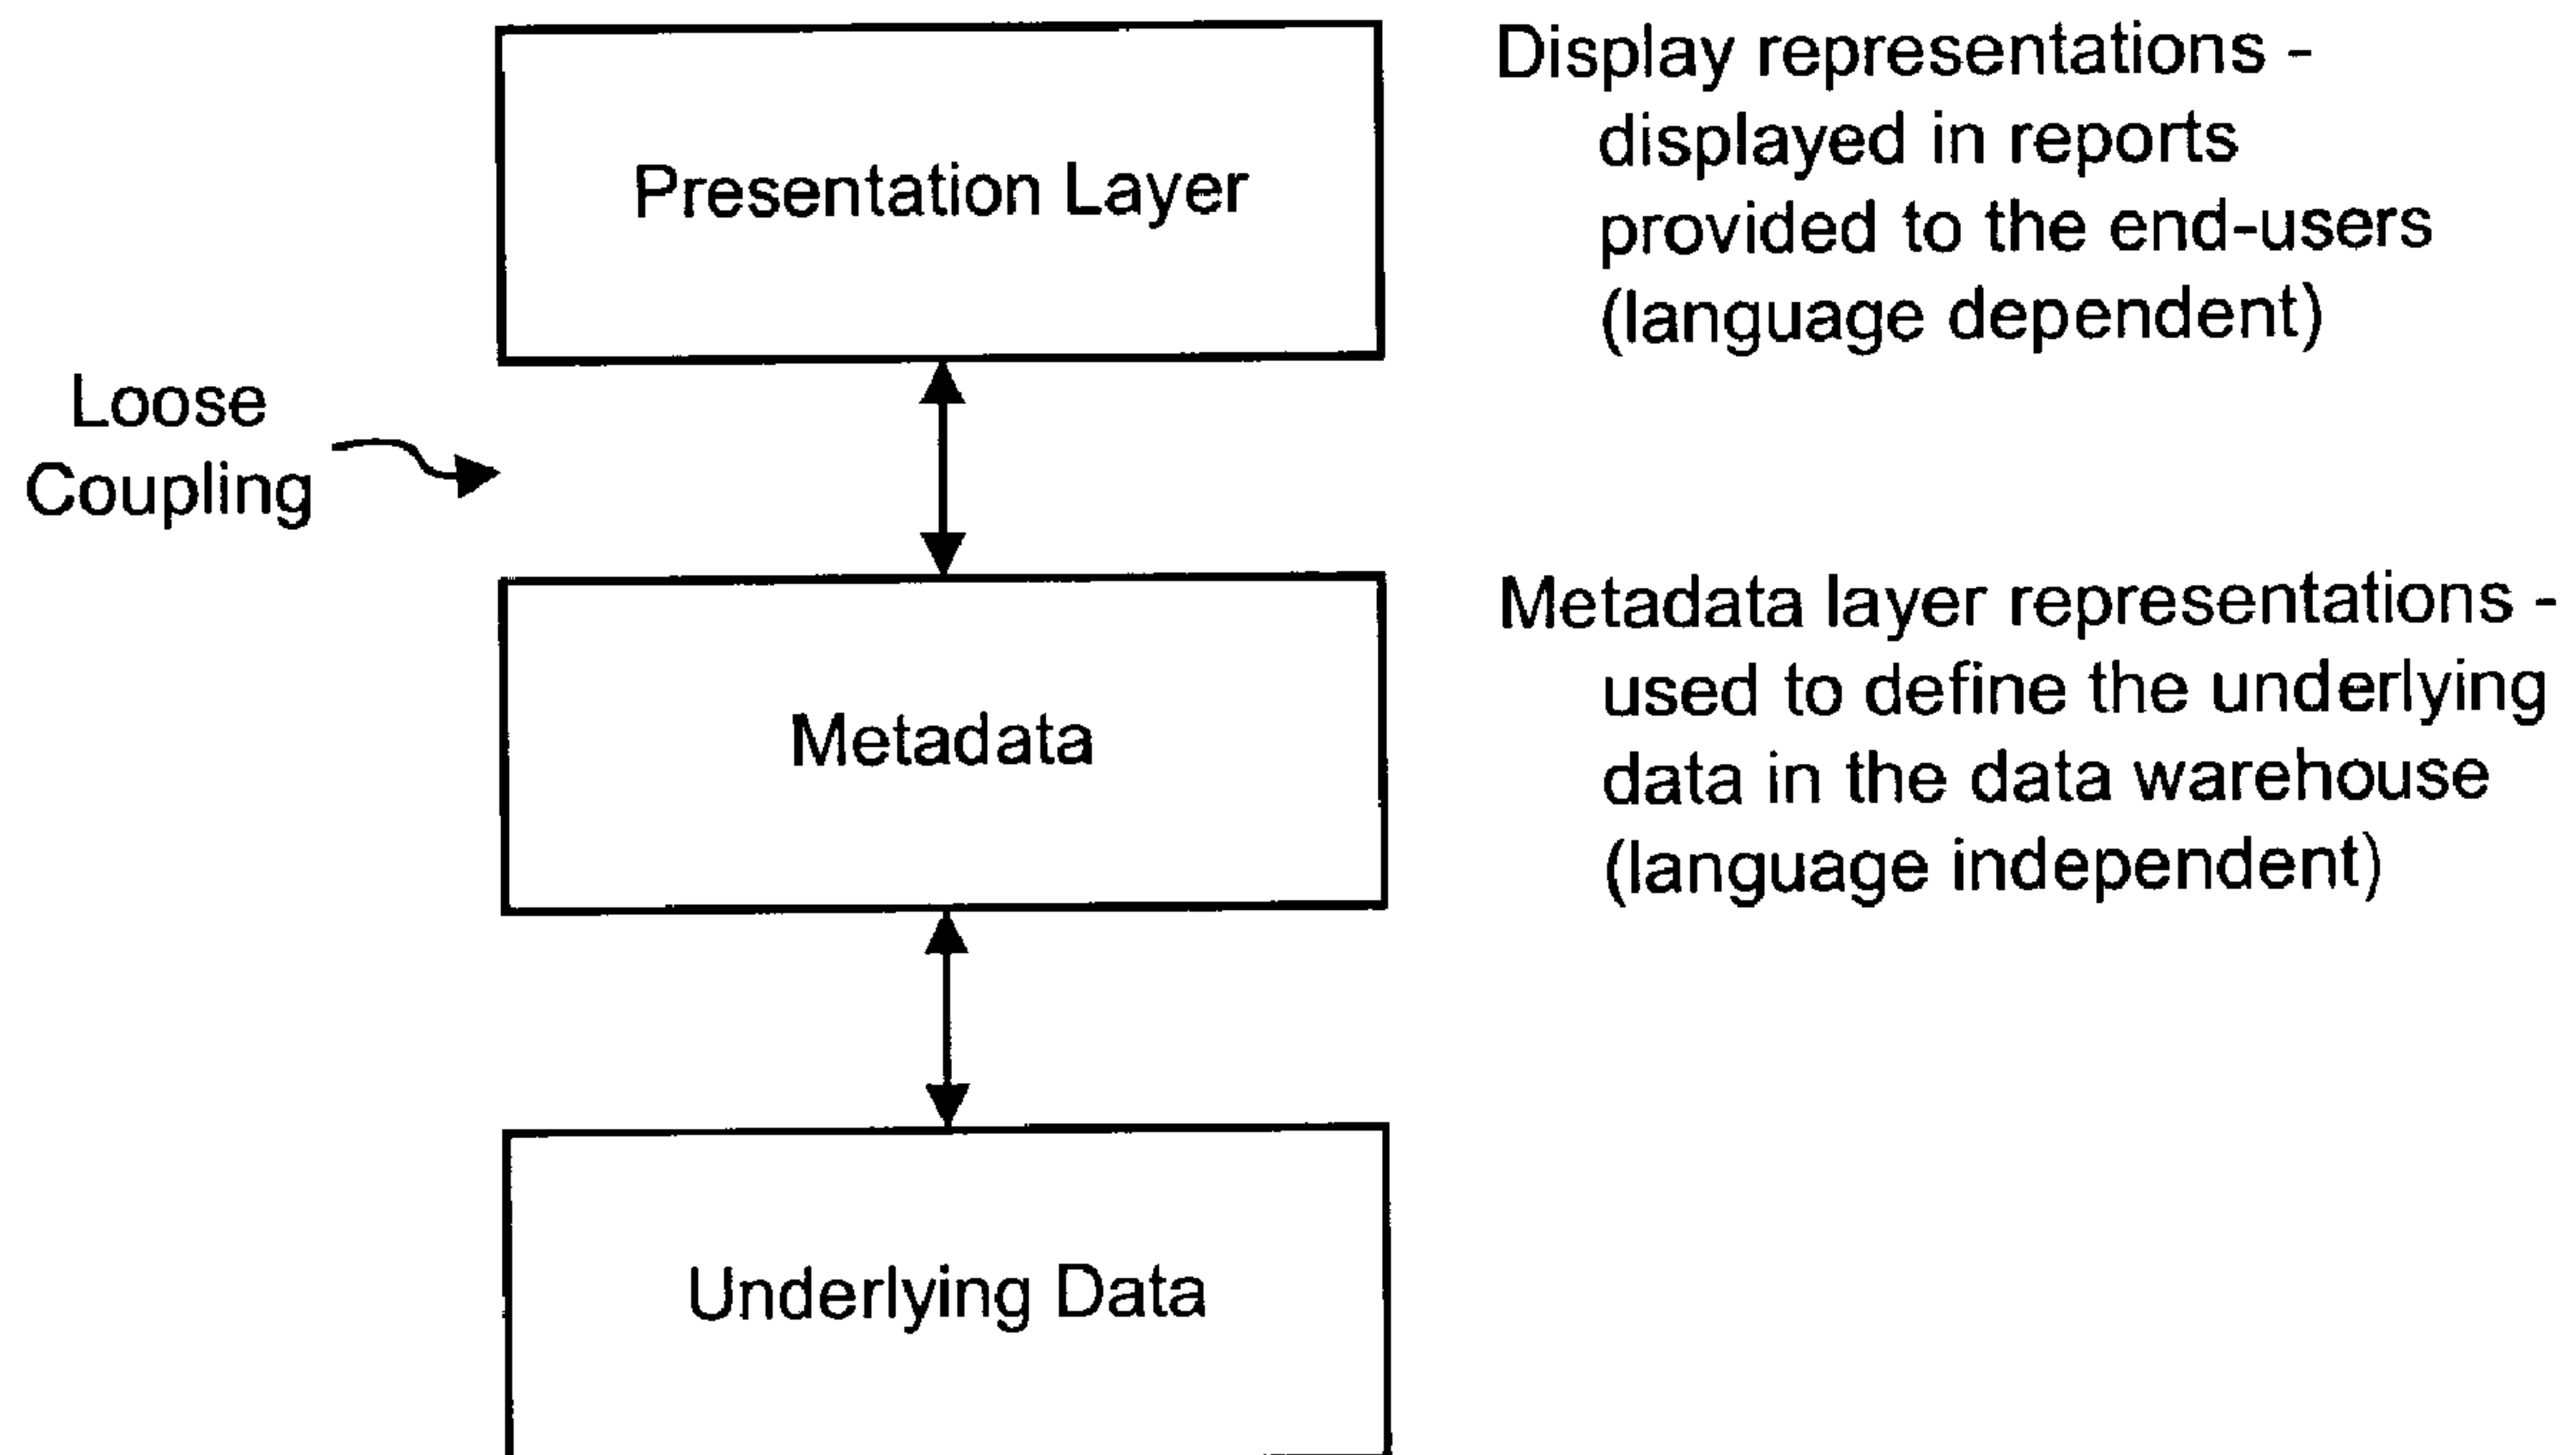 Presentation Layer
Display representations -
displayed in reports
provided to the end-users
(language dependent)
Loose
Coupling
Metadata
Metadata layer representations -
used to define the underlying
data in the data warehouse
(language independent)
Underlying Data